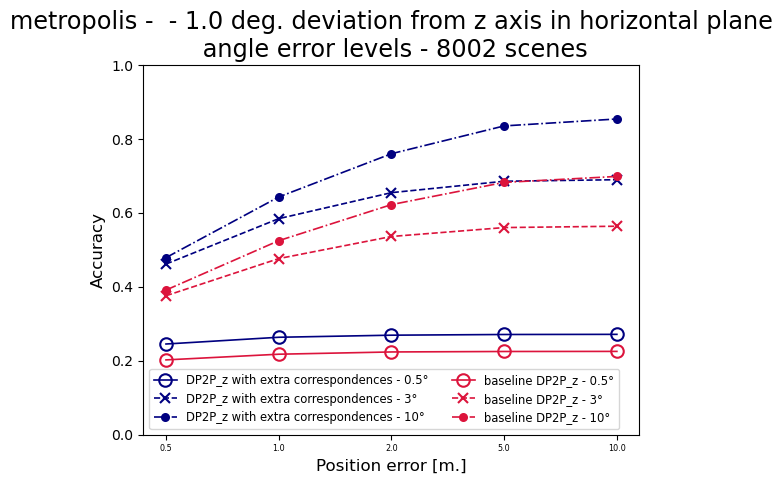 metropolis -  - 1.0 deg. deviation from z axis in horizontal plane
angle error levels - 8002 scenes
1.0
0.8
0.6
0.4
0.2
0.0
Accuracy
DP2P_z with extra correspondences - 0.5°
DP2P_z with extra correspondences - 3°
DP2P_z with extra correspondences - 10°
baseline DP2P_z - 0.5°
baseline DP2P_z - 3°
baseline DP2P_z - 10°
0.5 1.0 2.0 5.0 10.0
Position error [m.]